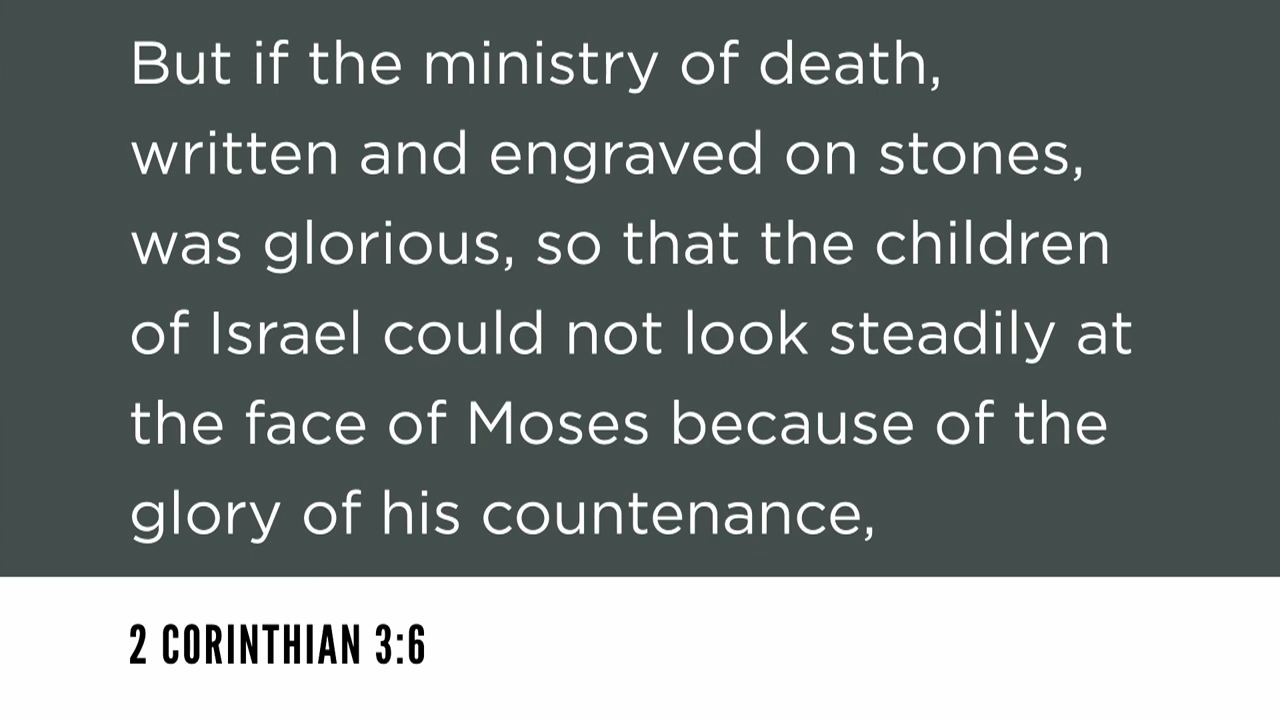 But if the ministry of death,
written and engraved on stones,
was glorious, so that the children
of Israel could not look steadily at
the face of Moses because of the
glory of his countenance,
2 CORINTHIAN 3:6